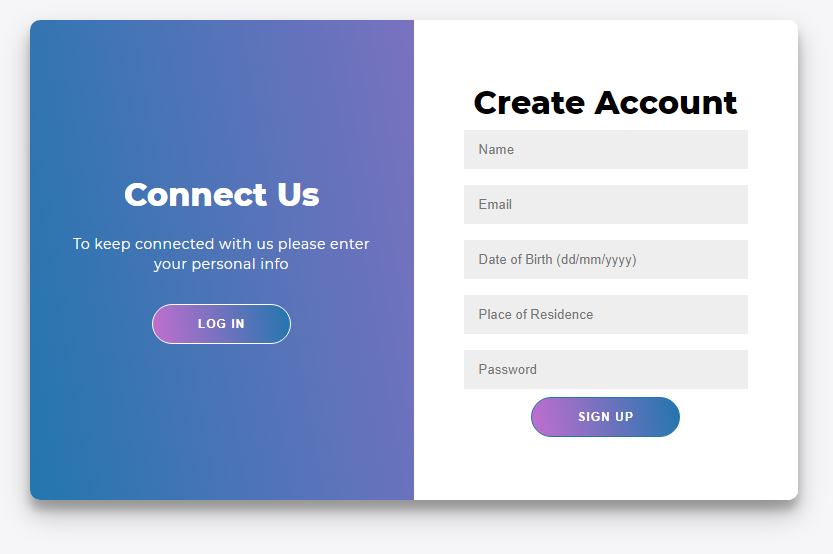 Connect Us
To keep connected with us please enter
your personal info
LOG IN
Create Account
Name
Email
Date of Birth (dd/mm/yyyy)
Place of Residence
Password
SIGN UP